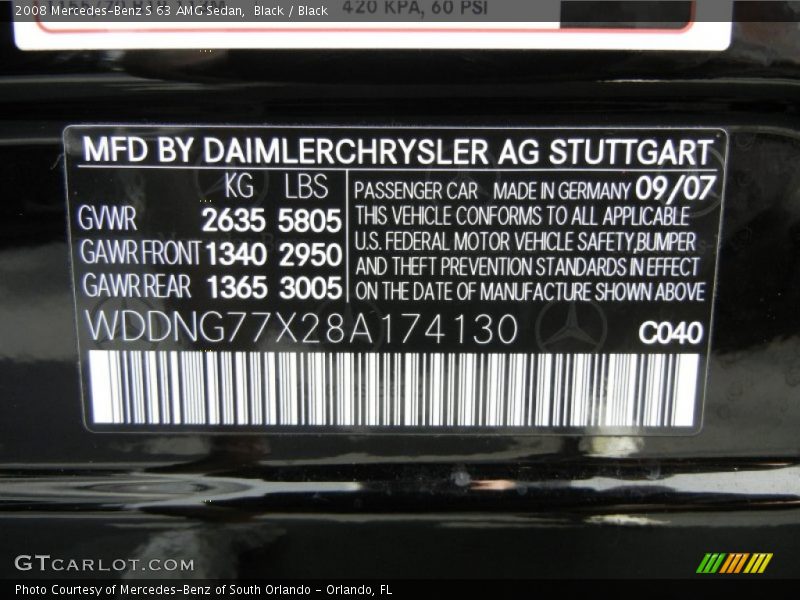 2008 Mercedes-Benz S 63 AMG Sedan, Black / Black
420 KPA, 60 PSI
MFD BY DAIMLERCHRYSLER AG STUTTGART
KG LBS
GVWR 2635 5805
GAWR FRONT 1340 2950
GAWR REAR 1365 3005
PASSENGER CAR MADE IN GERMANY 09/07
THIS VEHICLE CONFORMS TO ALL APPLICABLE
U.S. FEDERAL MOTOR VEHICLE SAFETY,BUMPER
AND THEFT PREVENTION STANDARDS IN EFFECT
ON THE DATE OF MANUFACTURE SHOWN ABOVE
WDDNG77X28A174130 C040
GTCARLOT.COM
Photo Courtesy of Mercedes-Benz of South Orlando - Orlando, FL